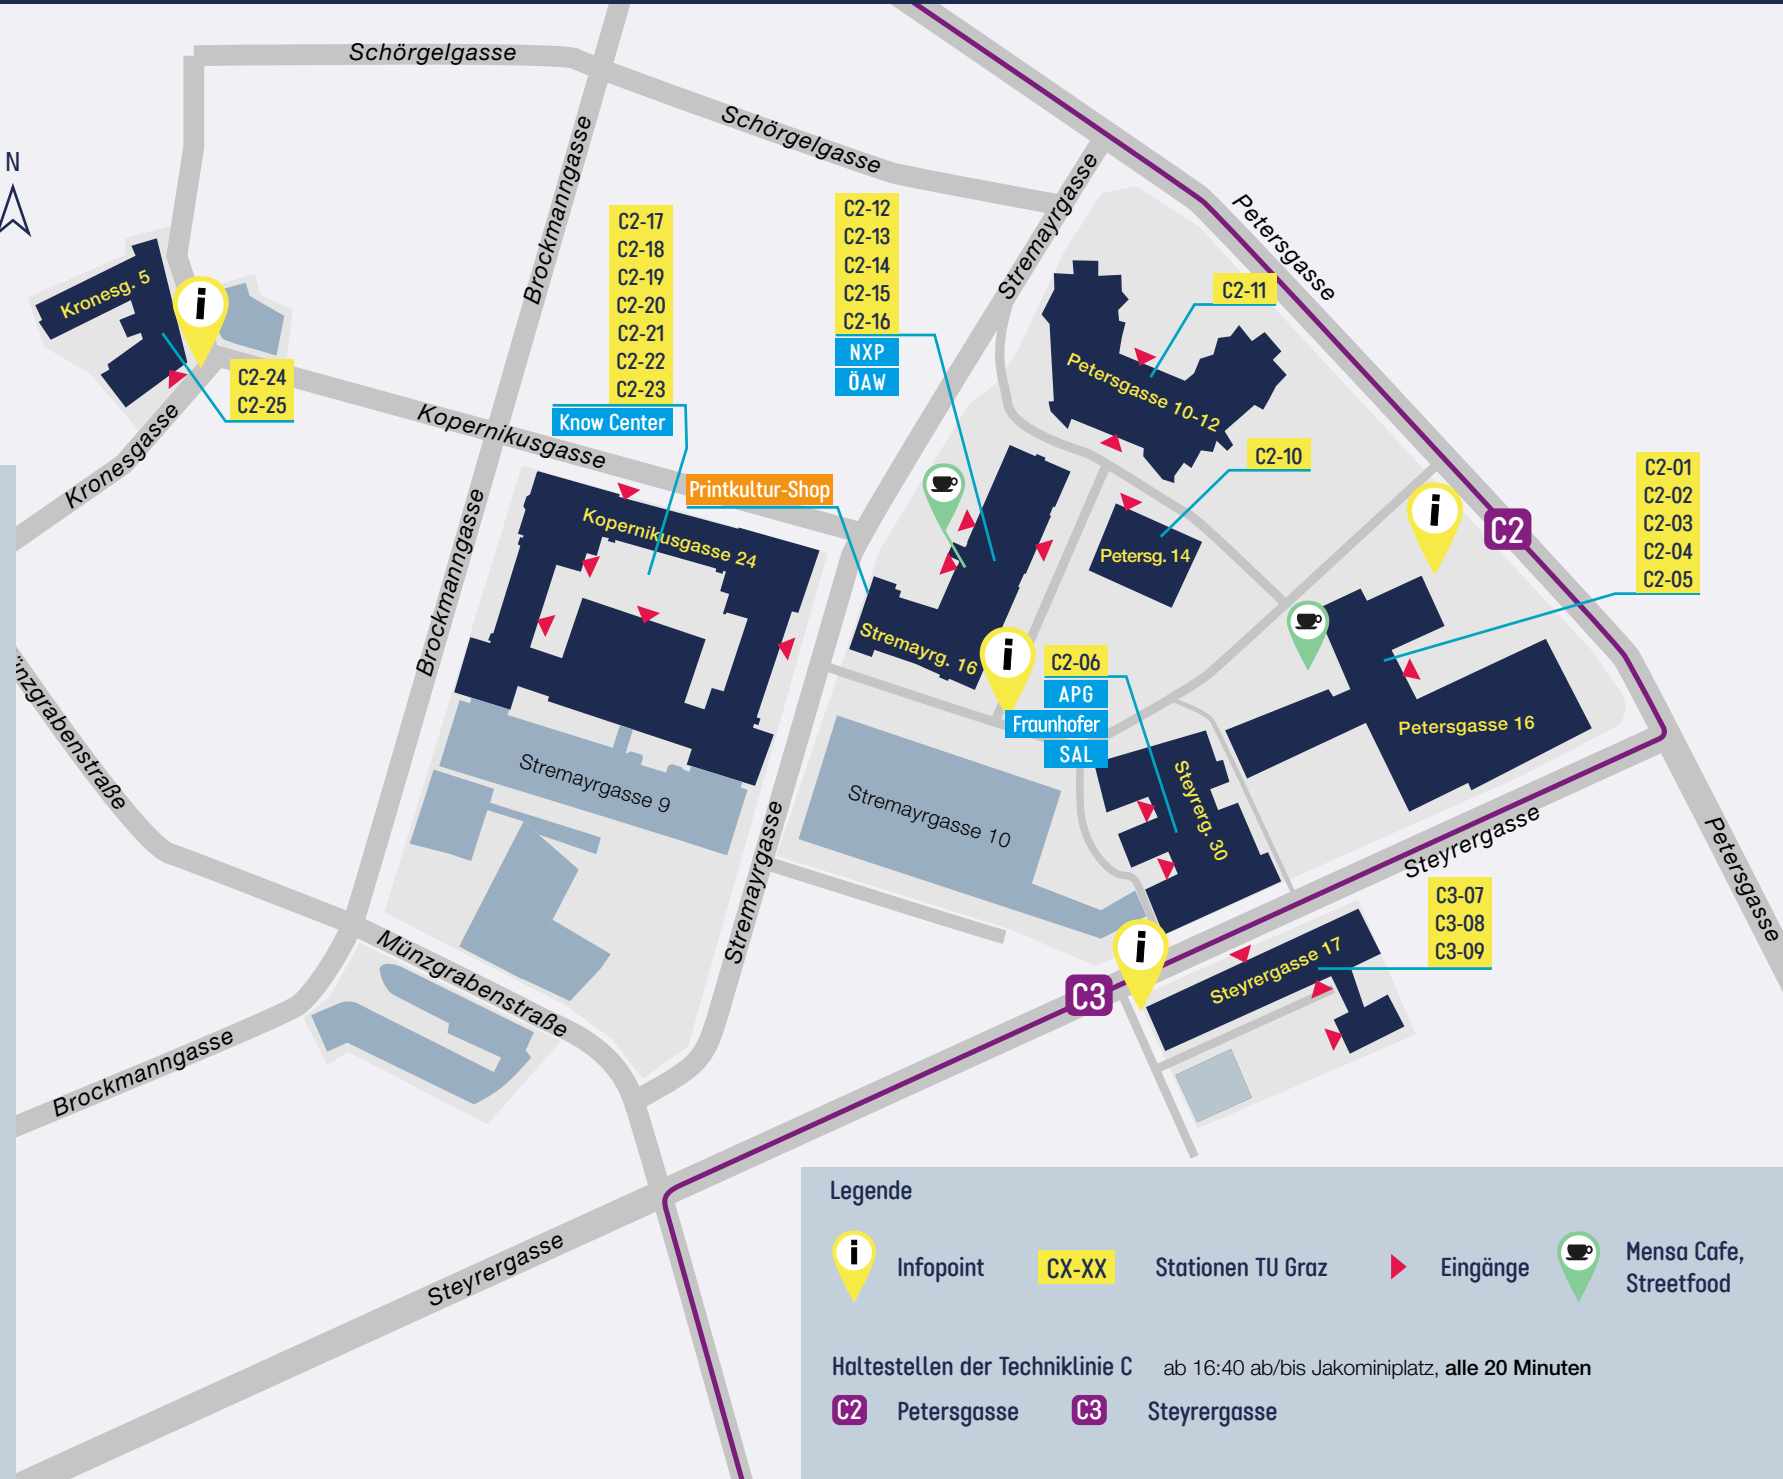 Schörgelgasse
Schörgelgasse
Brockmanngasse
Stremayrgasse
Petersgasse
N
Kronesg. 5
i
C2-24
C2-25
Kronesgasse
Kopernikusgasse
C2-17
C2-18
C2-19
C2-20
C2-21
C2-22
C2-23
Know Center
C2-12
C2-13
C2-14
C2-15
C2-16
NXP
ÖAW
C2-11
Petersgasse 10-12
C2-10
Petersg. 14
Printkultur-Shop
Kopernikusgasse 24
Brockmanngasse
Stremayrg. 16
i
C2-06
APG
Fraunhofer
SAL
i
C2
C2-01
C2-02
C2-03
C2-04
C2-05
Petersgasse 16
Steyrerg. 30
Stremayrgasse 9
Stremayrgasse 10
Stremayrgasse
Steyrergasse
Petersgasse
C3-07
C3-08
C3-09
Steyrergasse 17
i
C3
Münzgrabenstraße
Brockmanngasse
Steyrergasse
Legende
i
Infopoint
CX-XX
Stationen TU Graz
Eingänge
Mensa Cafe,
Streetfood
Haltestellen der Techniklinie C ab 16:40 ab/bis Jakominiplatz, alle 20 Minuten
C2 Petersgasse C3 Steyrergasse